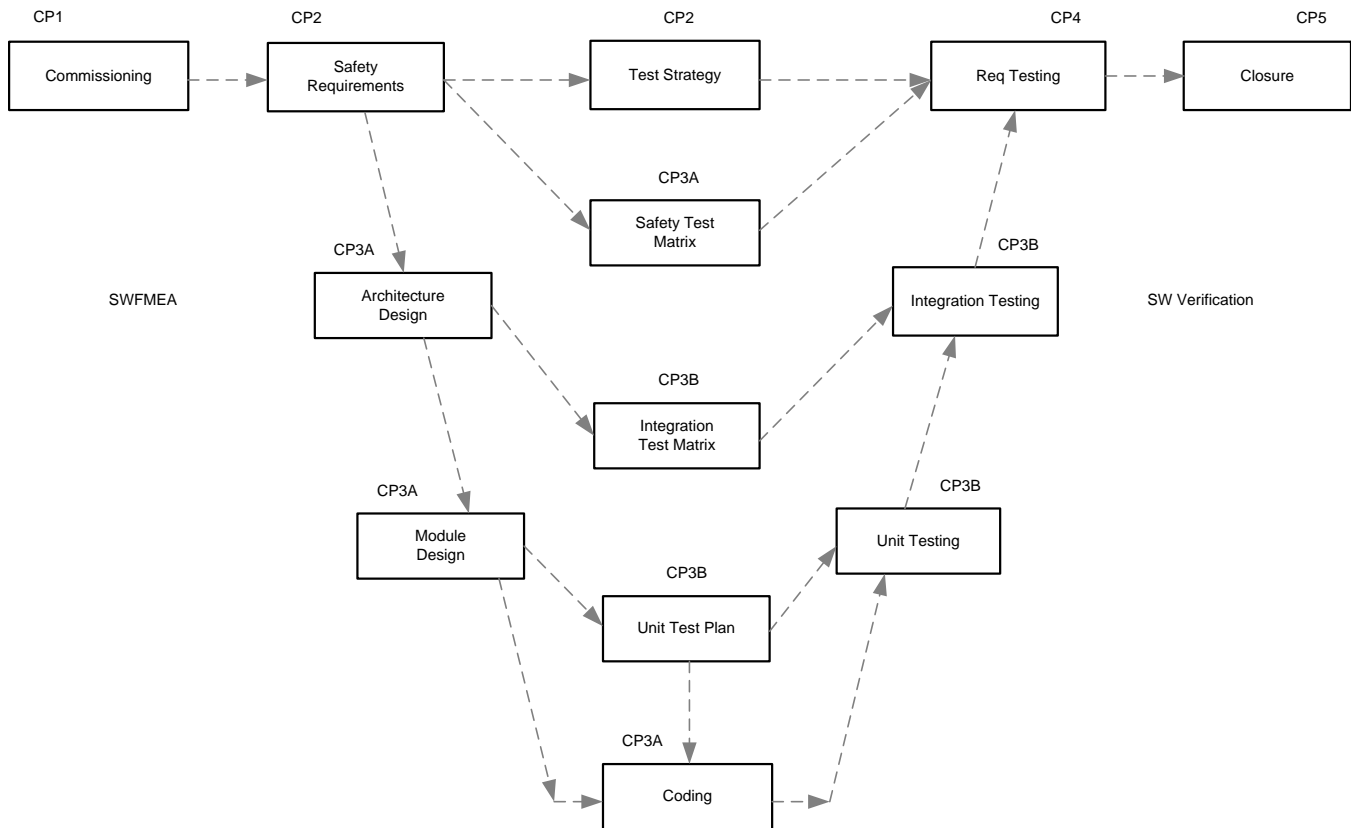 CP1
CP2
CP2
CP4
CP5
Commissioning
Safety
Requirements
Test Strategy
Req Testing
Closure
CP3A
Safety Test
Matrix
CP3A
CP3B
SWFMEA
Architecture
Design
Integration Testing
SW Verification
CP3B
Integration
Test Matrix
CP3A
CP3B
Module
Design
Unit Testing
CP3B
Unit Test Plan
CP3A
Coding